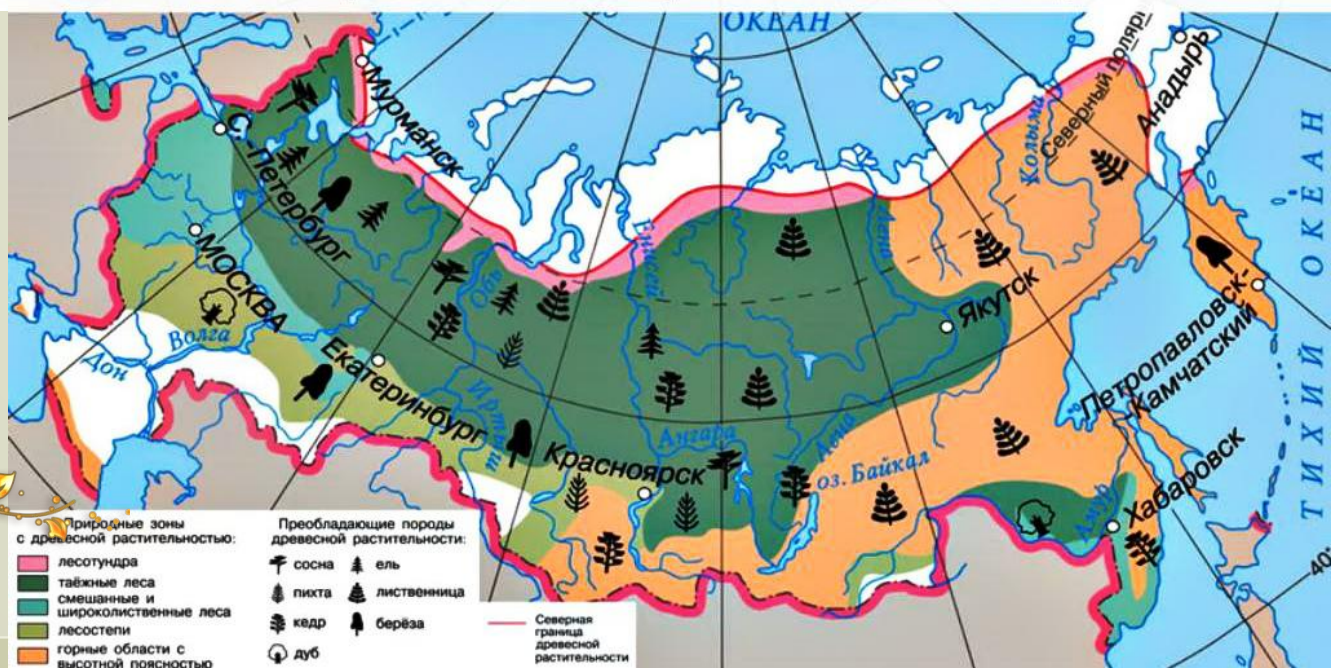 ОКЕАН
Северный поляр
Анадырь
Мурманск
Колыма
С.-Петербург
Енисей
Лена
Обь
МОСКВА
Якутск
ТИХИЙ ОКЕАН
Петропавловск-
Камчатский
Волга
Дон
Екатеринбург
Иртыш
Ангара
Лена
Красноярск
оз. Байкал
Амур
Хабаровск
40°
Природные зоны
с древесной растительностью:
лесотундра
таёжные леса
смешанные и
широколиственные леса
лесостепи
горные области с
высотной поясностью
Преобладающие породы
древесной растительности:
сосна
ель
пихта
лиственница
кедр
берёза
дуб
Северная
граница
древесной
растительности